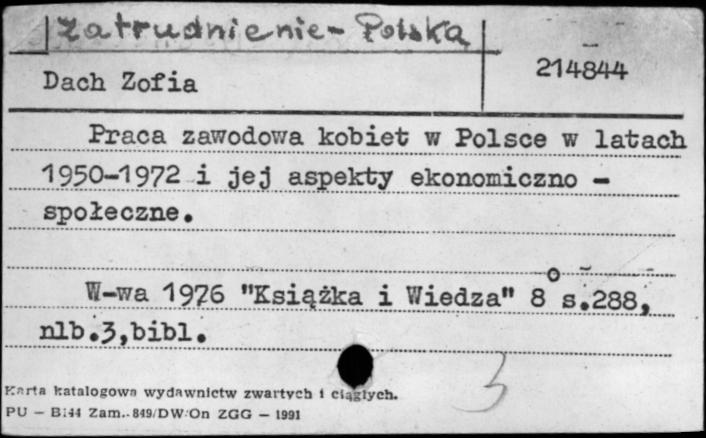 Zatrudnienie - Polska
214844
Dach Zofia
Praca zawodowa kobiet w Polsce w latach
1950-1972 i jej aspekty ekonomiczno -
społeczne.
W-wa 1976 "Książka i Wiedza" 8° s.288,
nlb.3,bibl.
3
Karta katalogowa wydawnictw zwartych i ciągłych.
PU - B:44 Zam. 849/DW/On ZGG - 1991